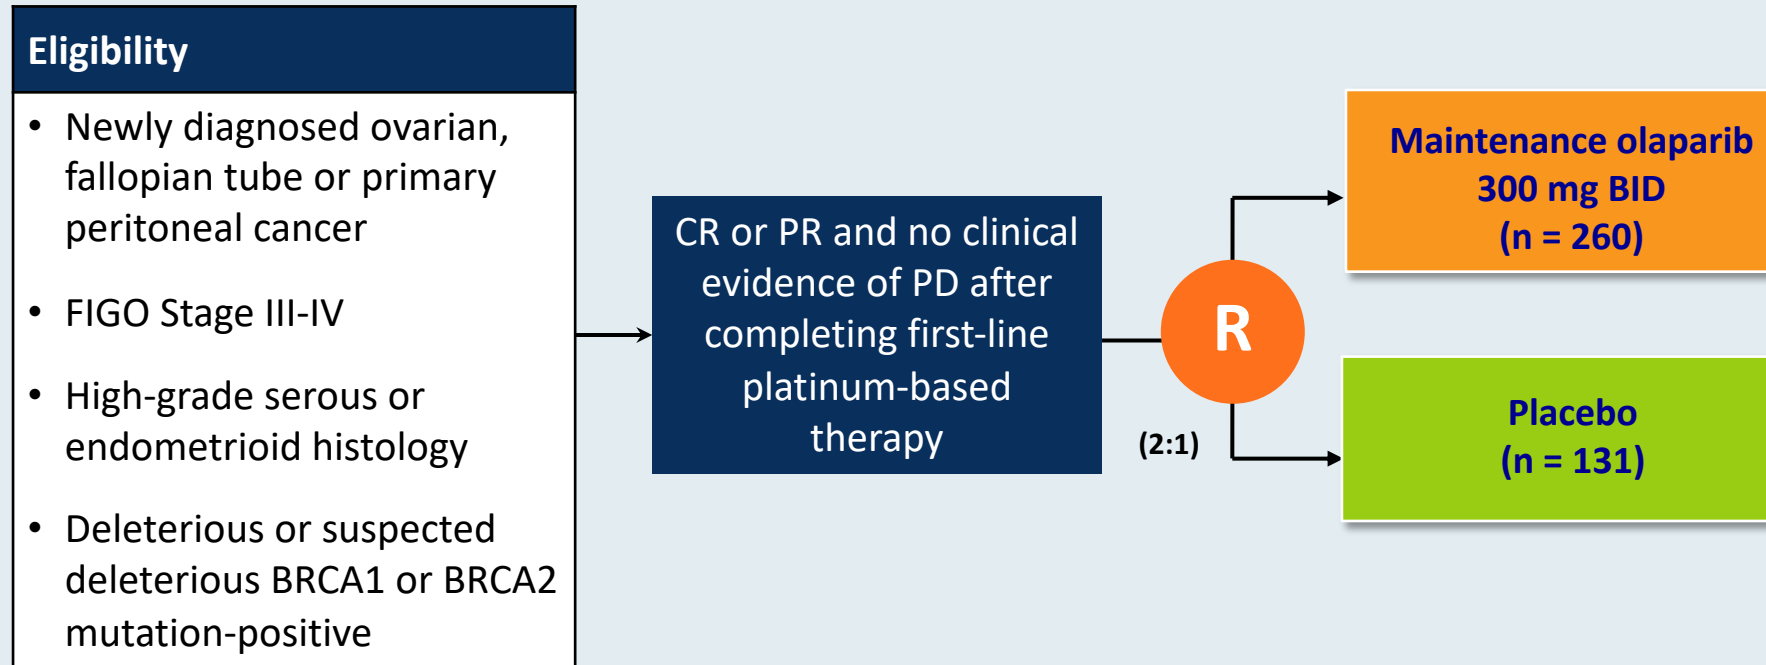 Eligibility
• Newly diagnosed ovarian,
fallopian tube or primary
peritoneal cancer
• FIGO Stage III-IV
• High-grade serous or
endometrioid histology
• Deleterious or suspected
deleterious BRCA1 or BRCA2
mutation-positive
CR or PR and no clinical
evidence of PD after
completing first-line
platinum-based
therapy
R
(2:1)
Maintenance olaparib
300 mg BID
(n = 260)
Placebo
(n = 131)